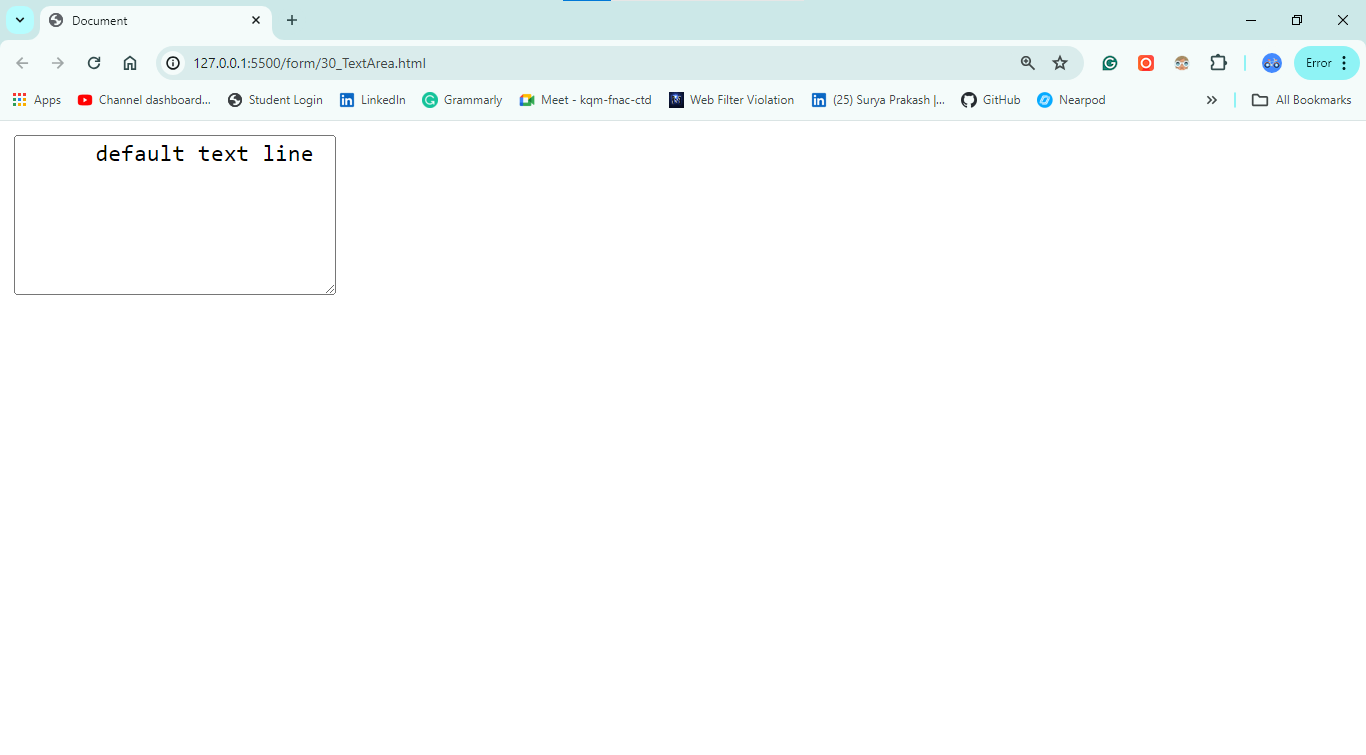 Document
127.0.0.1:5500/form/30_TextArea.html
Error
Apps
Channel dashboard...
Student Login
LinkedIn
Grammarly
Meet - kqm-fnac-ctd
Web Filter Violation
(25) Surya Prakash |...
GitHub
Nearpod
All Bookmarks
default text line